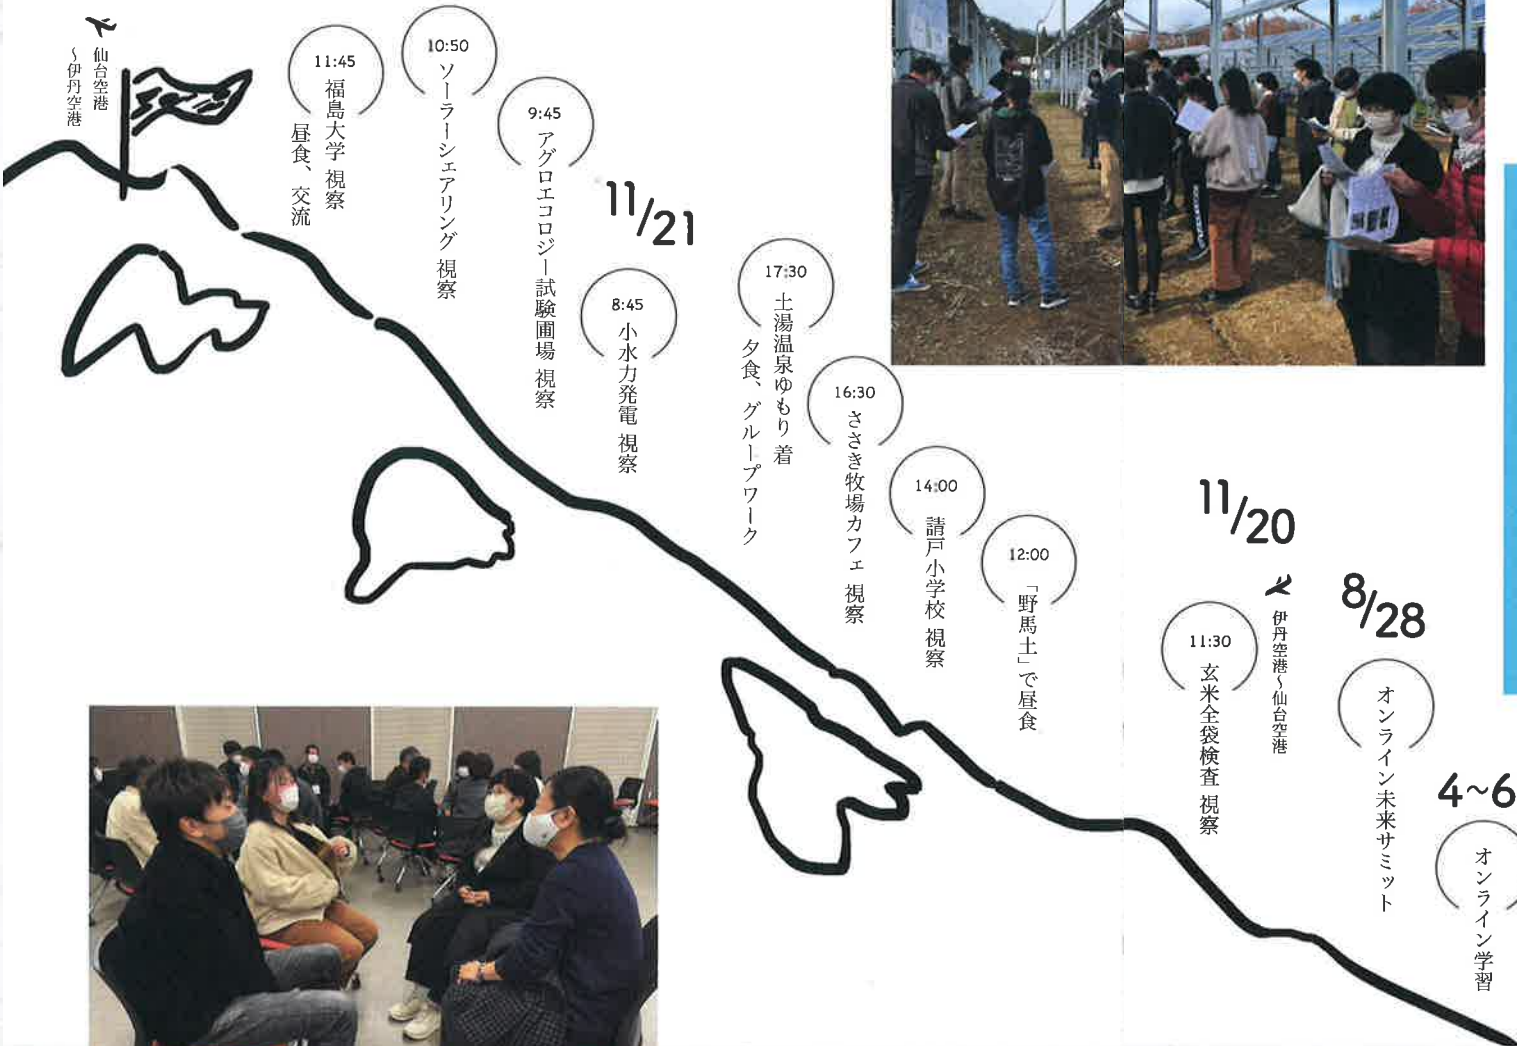 4~6
オンライン学習
8/28
オンライン未来サミット
11/20
伊丹空港~仙台空港
11:30
玄米全袋検査 視察
12:00
「野馬土」で昼食
14:00
請戸小学校 視察
16:30
ささき牧場カフェ 視察
17:30
土湯温泉ゆもり 着
夕食、グループワーク
11/21
8:45
小水力発電 視察
9:45
アグロエコロジー試験圃場 視察
10:50
ソーラーシェアリング 視察
11:45
福島大学 視察
昼食、交流
仙台空港
~伊丹空港